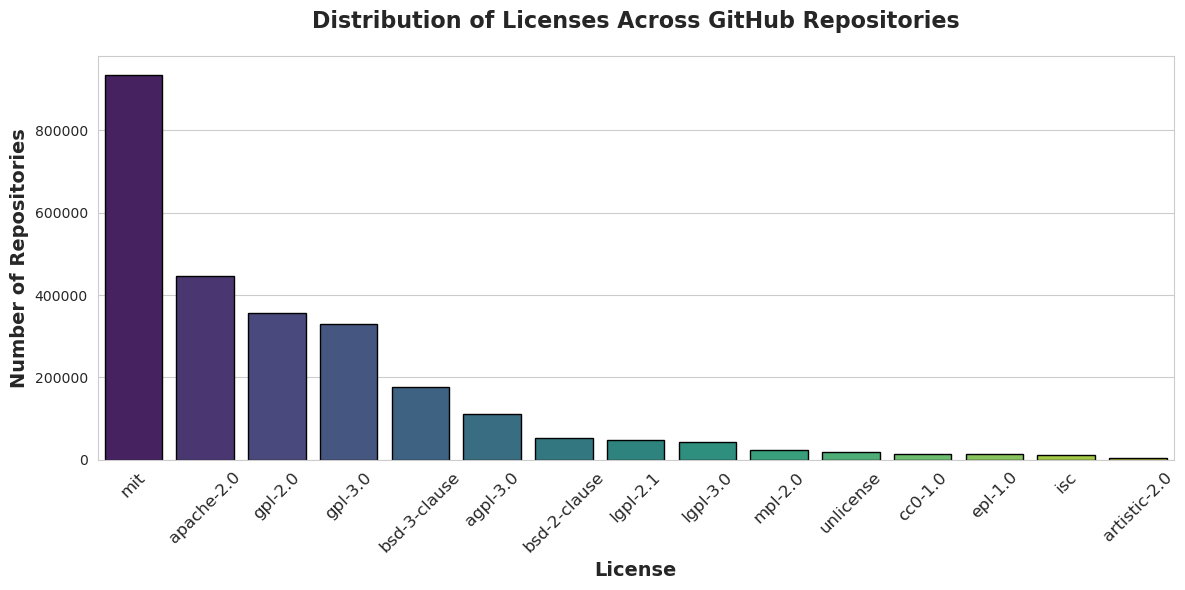 Distribution of Licenses Across GitHub Repositories
Number of Repositories
800000
600000
400000
200000
0
mit
apache-2.0
gpl-2.0
gpl-3.0
bsd-3-clause
agpl-3.0
bsd-2-clause
lgpl-2.1
lgpl-3.0
mpl-2.0
unlicense
cc0-1.0
epl-1.0
isc
artistic-2.0
License